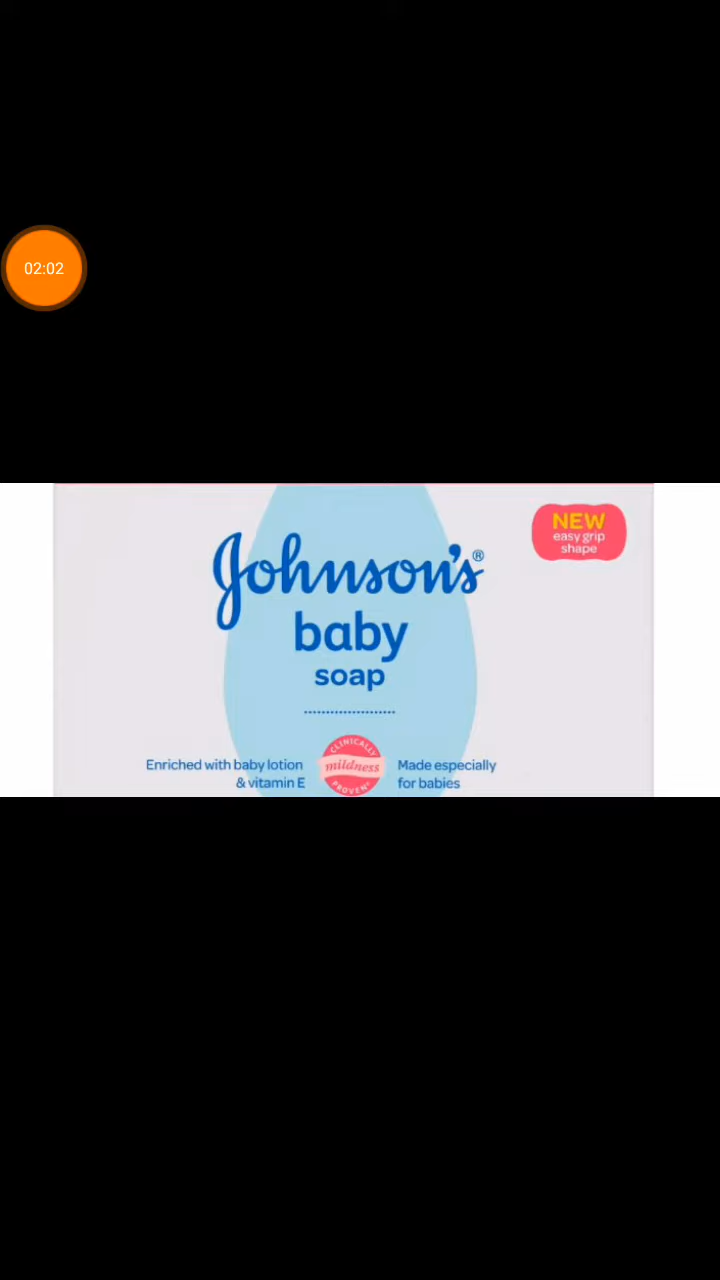 02:02
Johnson's®
baby
soap
NEW
easy grip
shape
Enriched with baby lotion
& vitamin E
CLINICALLY
mildness
PROVEN*
Made especially
for babies